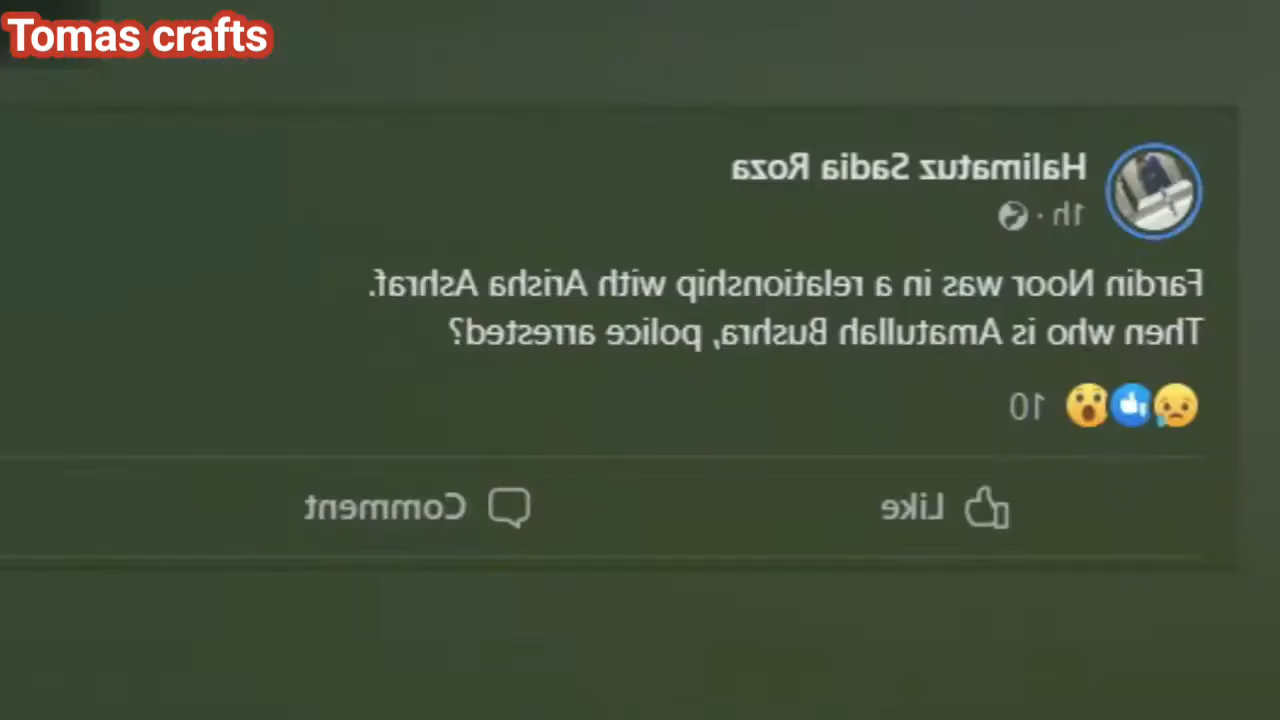 Tomas crafts
Halimatuz Sadia Roza
1h ·
Fardin Noor was in a relationship with Arisha Ashraf.
Then who is Amatullah Bushra, police arrested?
10
Like
Comment